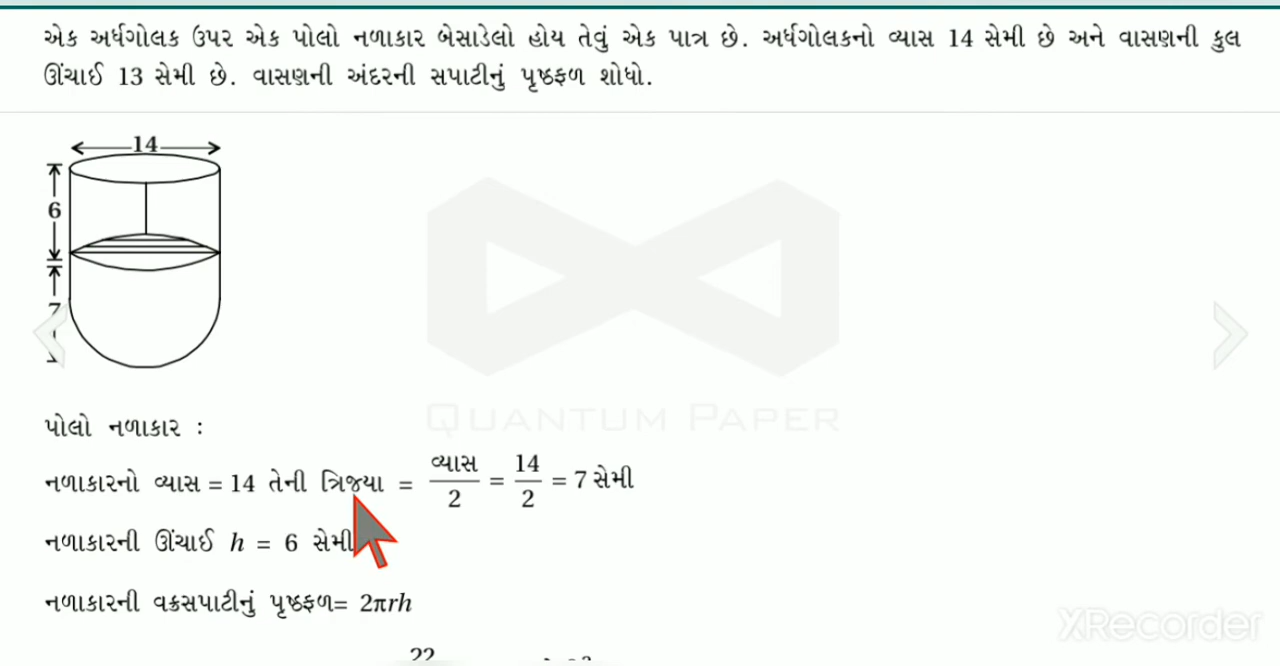 એક અર્ધગોલક ઉપર એક પોલો નળાકાર બેસાડેલો હોય તેવું એક પાત્ર છે. અર્ધગોલકનો વ્યાસ 14 સેમી છે અને વાસણની કુલ
ઊંચાઈ 13 સેમી છે. વાસણની અંદરની સપાટીનું પૃષ્ઠફળ શોધો.
14
6
7
QUANTUM PAPER
પોલો નળાકાર :
નળાકારનો વ્યાસ = 14 તેની ત્રિજ્યા = વ્યાસ/2 = 14/2 = 7 સેમી
નળાકારની ઊંચાઈ h = 6 સેમી
નળાકારની વક્રસપાટીનું પૃષ્ઠફળ= 2πrh
XRecorder
22